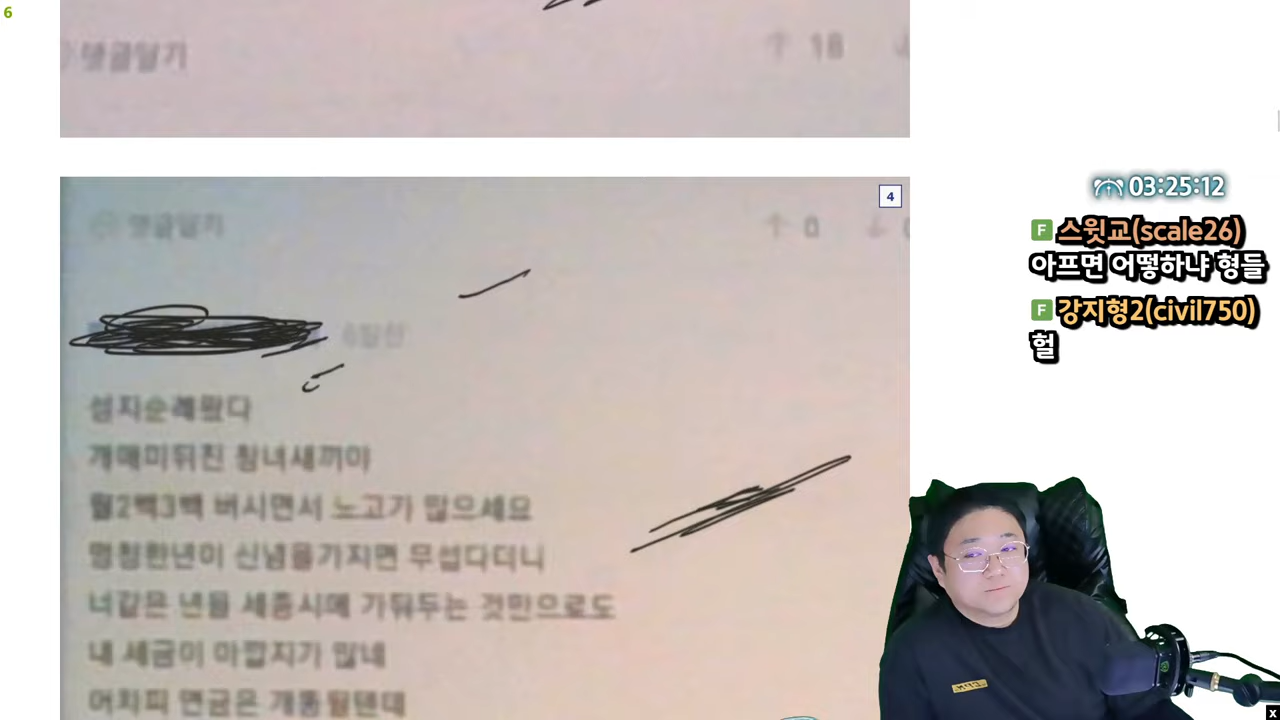 6
댓글달기
18
4
댓글달기
0
6일전
성지순례왔다
개매미뒤진 창녀새끼야
월2백3백 버시면서 노고가 많으세요
멍청한년이 신념을가지면 무섭다더니
너같은 년들 세종시에 가둬두는 것만으로도
내 세금이 아깝지가 않네
어차피 연금은 개통될텐데
03:25:12
F 스윗교(scale26)
아프면 어떻하냐 형들
F 강지형2(civil750)
헐
x